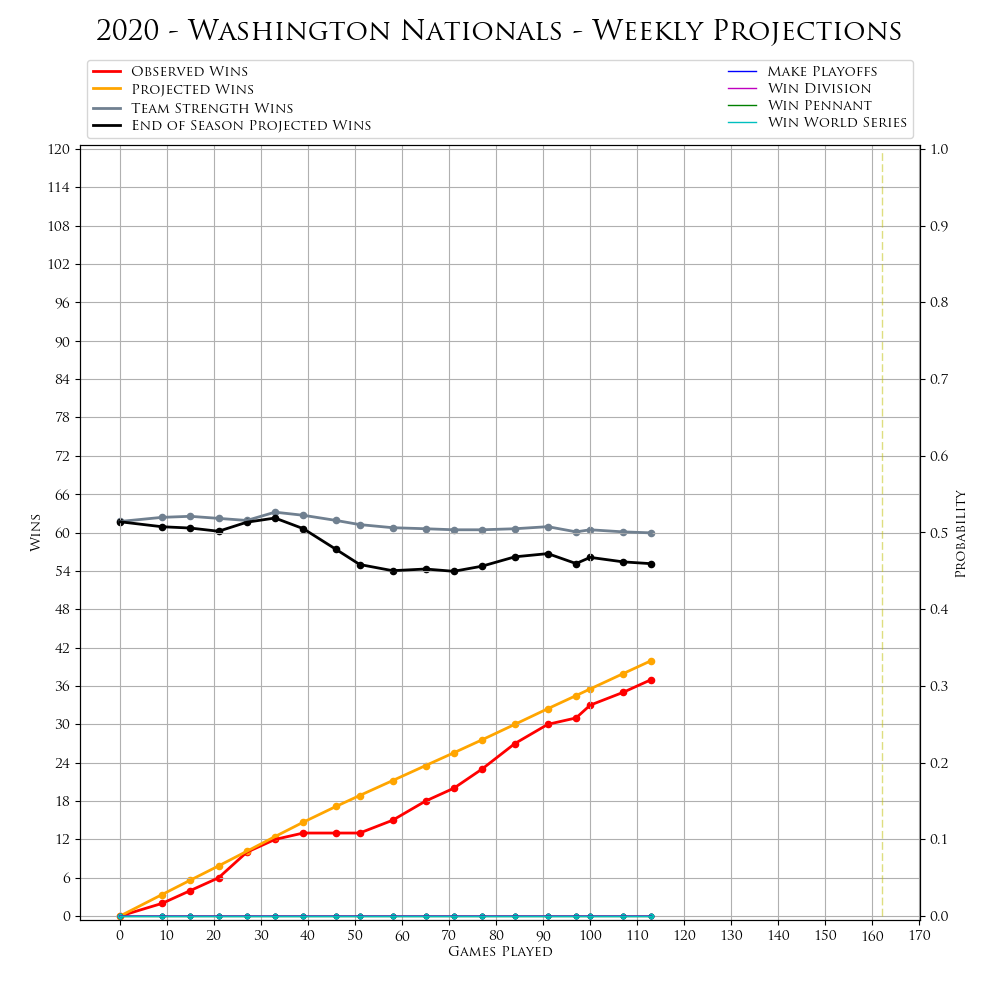 2020 - Washington Nationals - Weekly Projections
Observed Wins
Projected Wins
Team Strength Wins
End of Season Projected Wins
Make Playoffs
Win Division
Win Pennant
Win World Series
120
114
108
102
96
90
84
78
72
66
60
54
48
42
36
30
24
18
12
6
0
Wins
1.0
0.9
0.8
0.7
0.6
0.5
0.4
0.3
0.2
0.1
0.0
Probability
0 10 20 30 40 50 60 70 80 90 100 110 120 130 140 150 160 170
Games Played